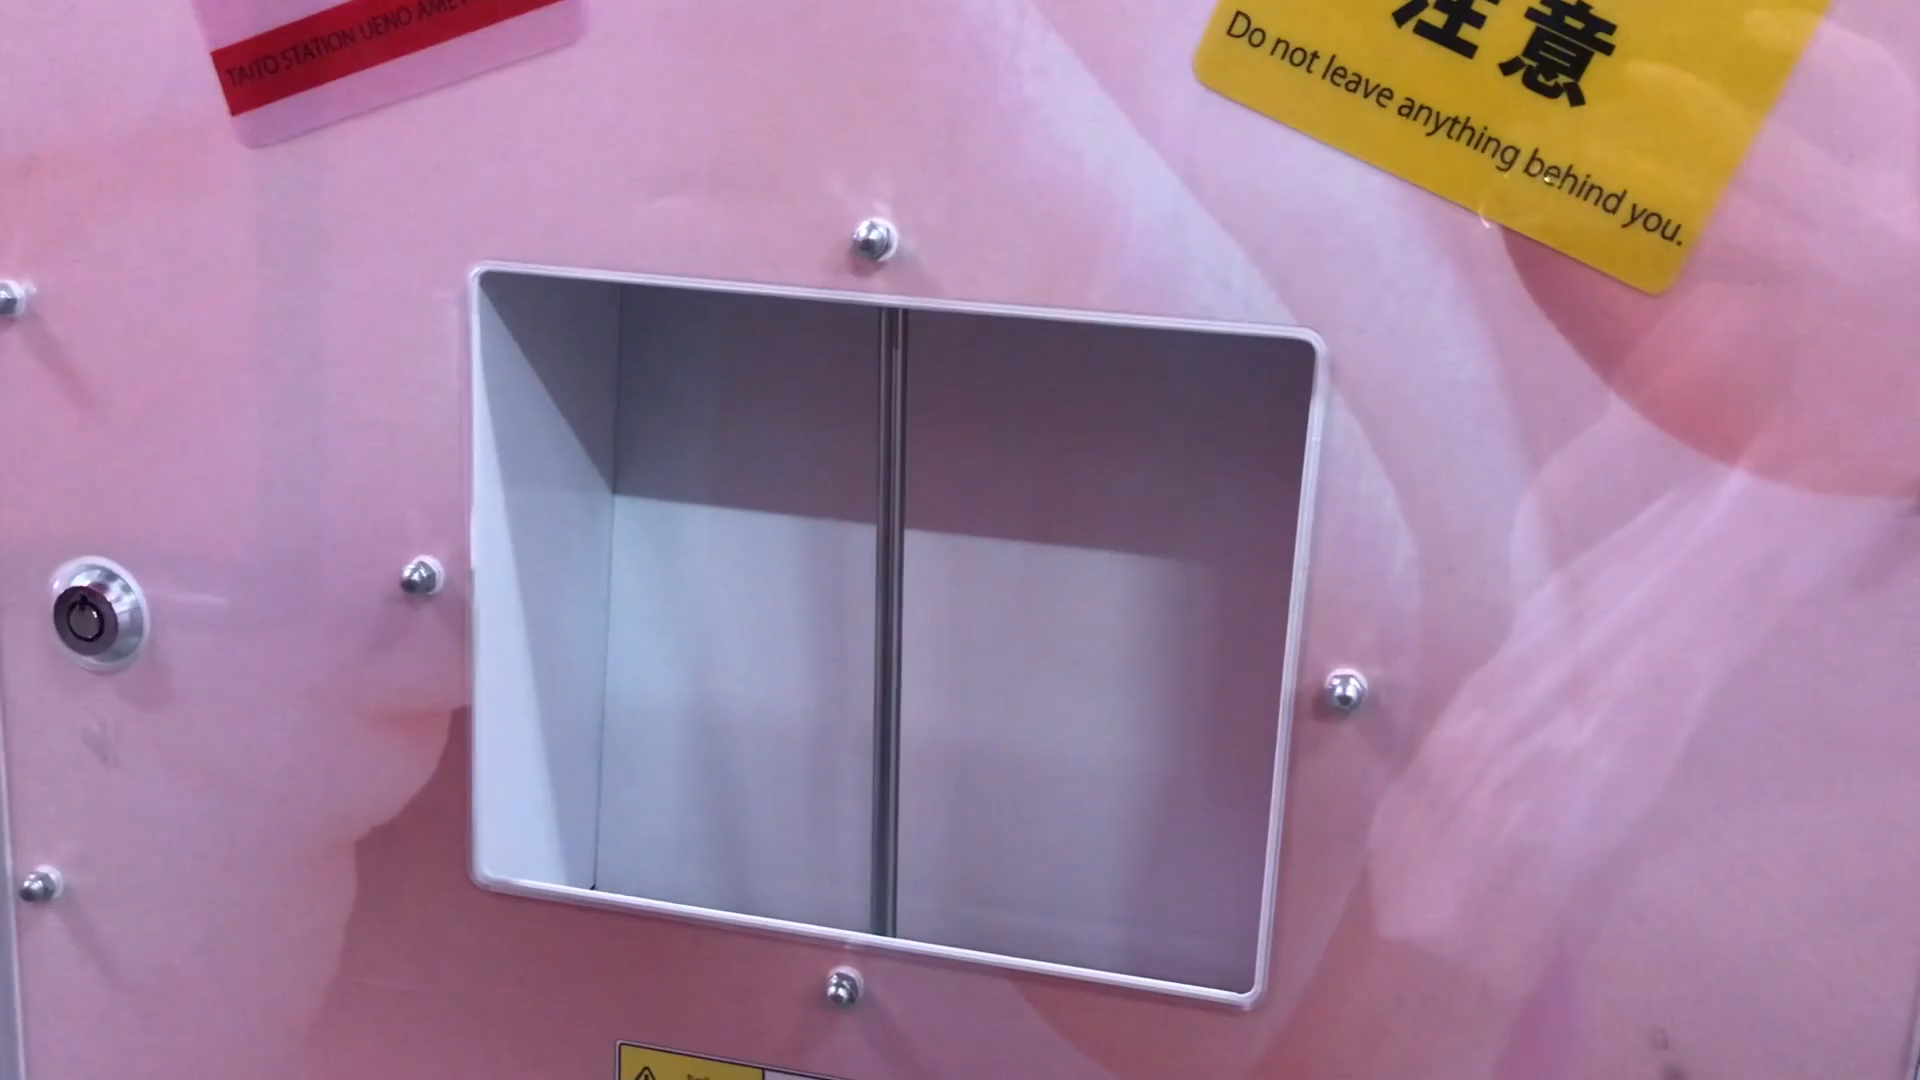 TAITO STATION UENO AME
注意
Do not leave anything behind you.